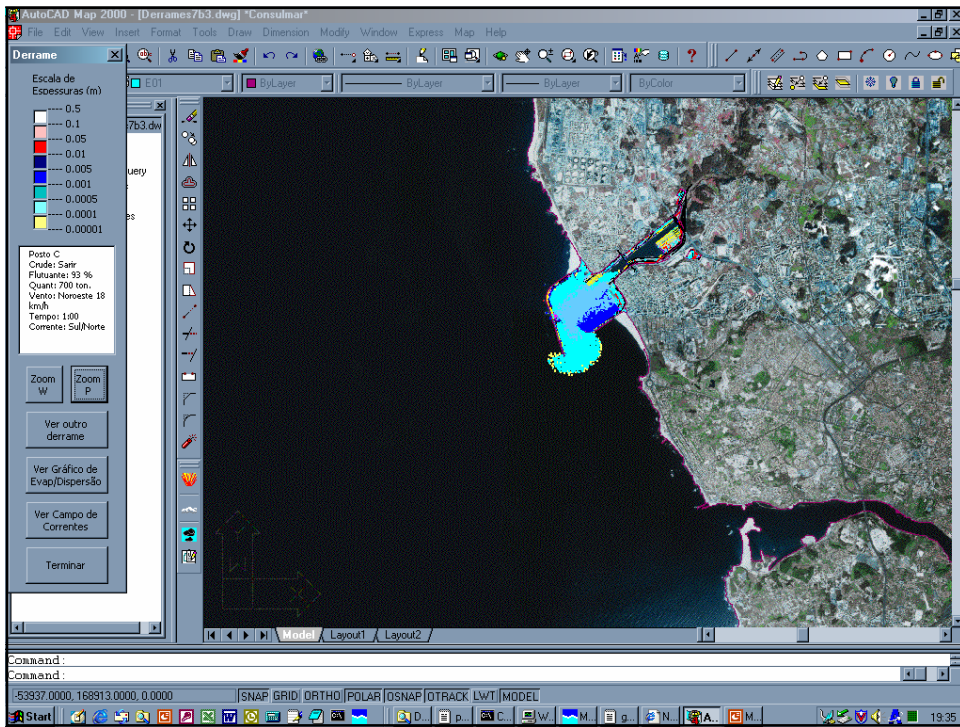 AutoCAD Map 2000 - [Derrames7b3.dwg] *Consulmar*
File Edit View Insert Format Tools Draw Dimension Modify Window Express Map Help
Derrame
E01
ByLayer
ByLayer
ByLayer
ByColor
Escala de
Espessuras (m)
---- 0.5
---- 0.1
---- 0.05
---- 0.01
---- 0.005
---- 0.001
---- 0.0005
---- 0.0001
---- 0.00001
s7b3.dw
Posto C
Crude: Sarir
Flutuante: 93 %
Quant: 700 ton.
Vento: Noroeste 18
km/h
Tempo: 1:00
Corrente: Sul/Norte
Zoom
W
Zoom
P
Ver outro
derrame
Ver Gráfico de
Evap/Dispersão
Ver Campo de
Correntes
Terminar
Model Layout1 Layout2
Command:
Command:
-53937.0000, 168913.0000, 0.0000
SNAP GRID ORTHO POLAR OSNAP OTRACK LWT MODEL
Start
D...
p...
C...
W...
M...
g...
N...
A..
M...
19:35